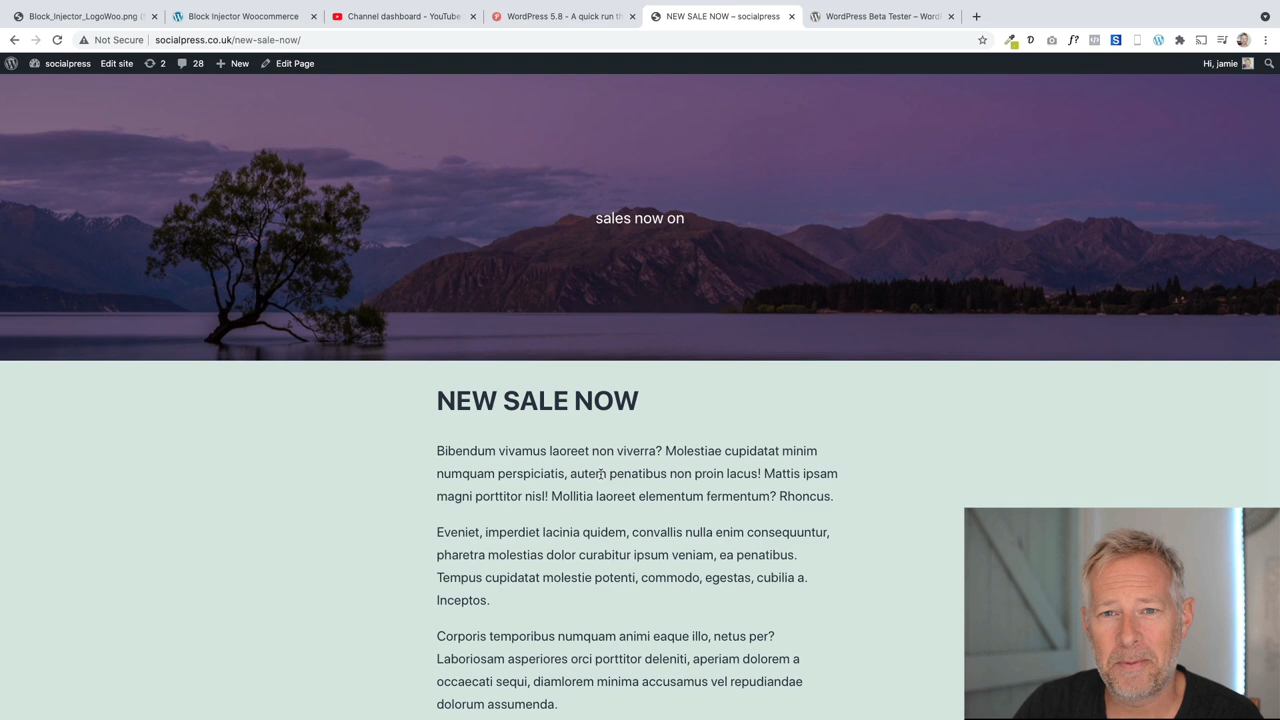 Block_Injector_LogoWoo.png (
Block Injector Woocommerce
Channel dashboard - YouTube
WordPress 5.8 - A quick run th
NEW SALE NOW – socialpress
WordPress Beta Tester – Word
Not Secure
socialpress.co.uk/new-sale-now/
socialpress
Edit site
2
28
New
Edit Page
Hi, jamie
sales now on
NEW SALE NOW
Bibendum vivamus laoreet non viverra? Molestiae cupidatat minim
numquam perspiciatis, autem penatibus non proin lacus! Mattis ipsam
magni porttitor nisl! Mollitia laoreet elementum fermentum? Rhoncus.
Eveniet, imperdiet lacinia quidem, convallis nulla enim consequuntur,
pharetra molestias dolor curabitur ipsum veniam, ea penatibus.
Tempus cupidatat molestie potenti, commodo, egestas, cubilia a.
Inceptos.
Corporis temporibus numquam animi eaque illo, netus per?
Laboriosam asperiores orci porttitor deleniti, aperiam dolorem a
occaecati sequi, diamlorem minima accusamus vel repudiandae
dolorum assumenda.